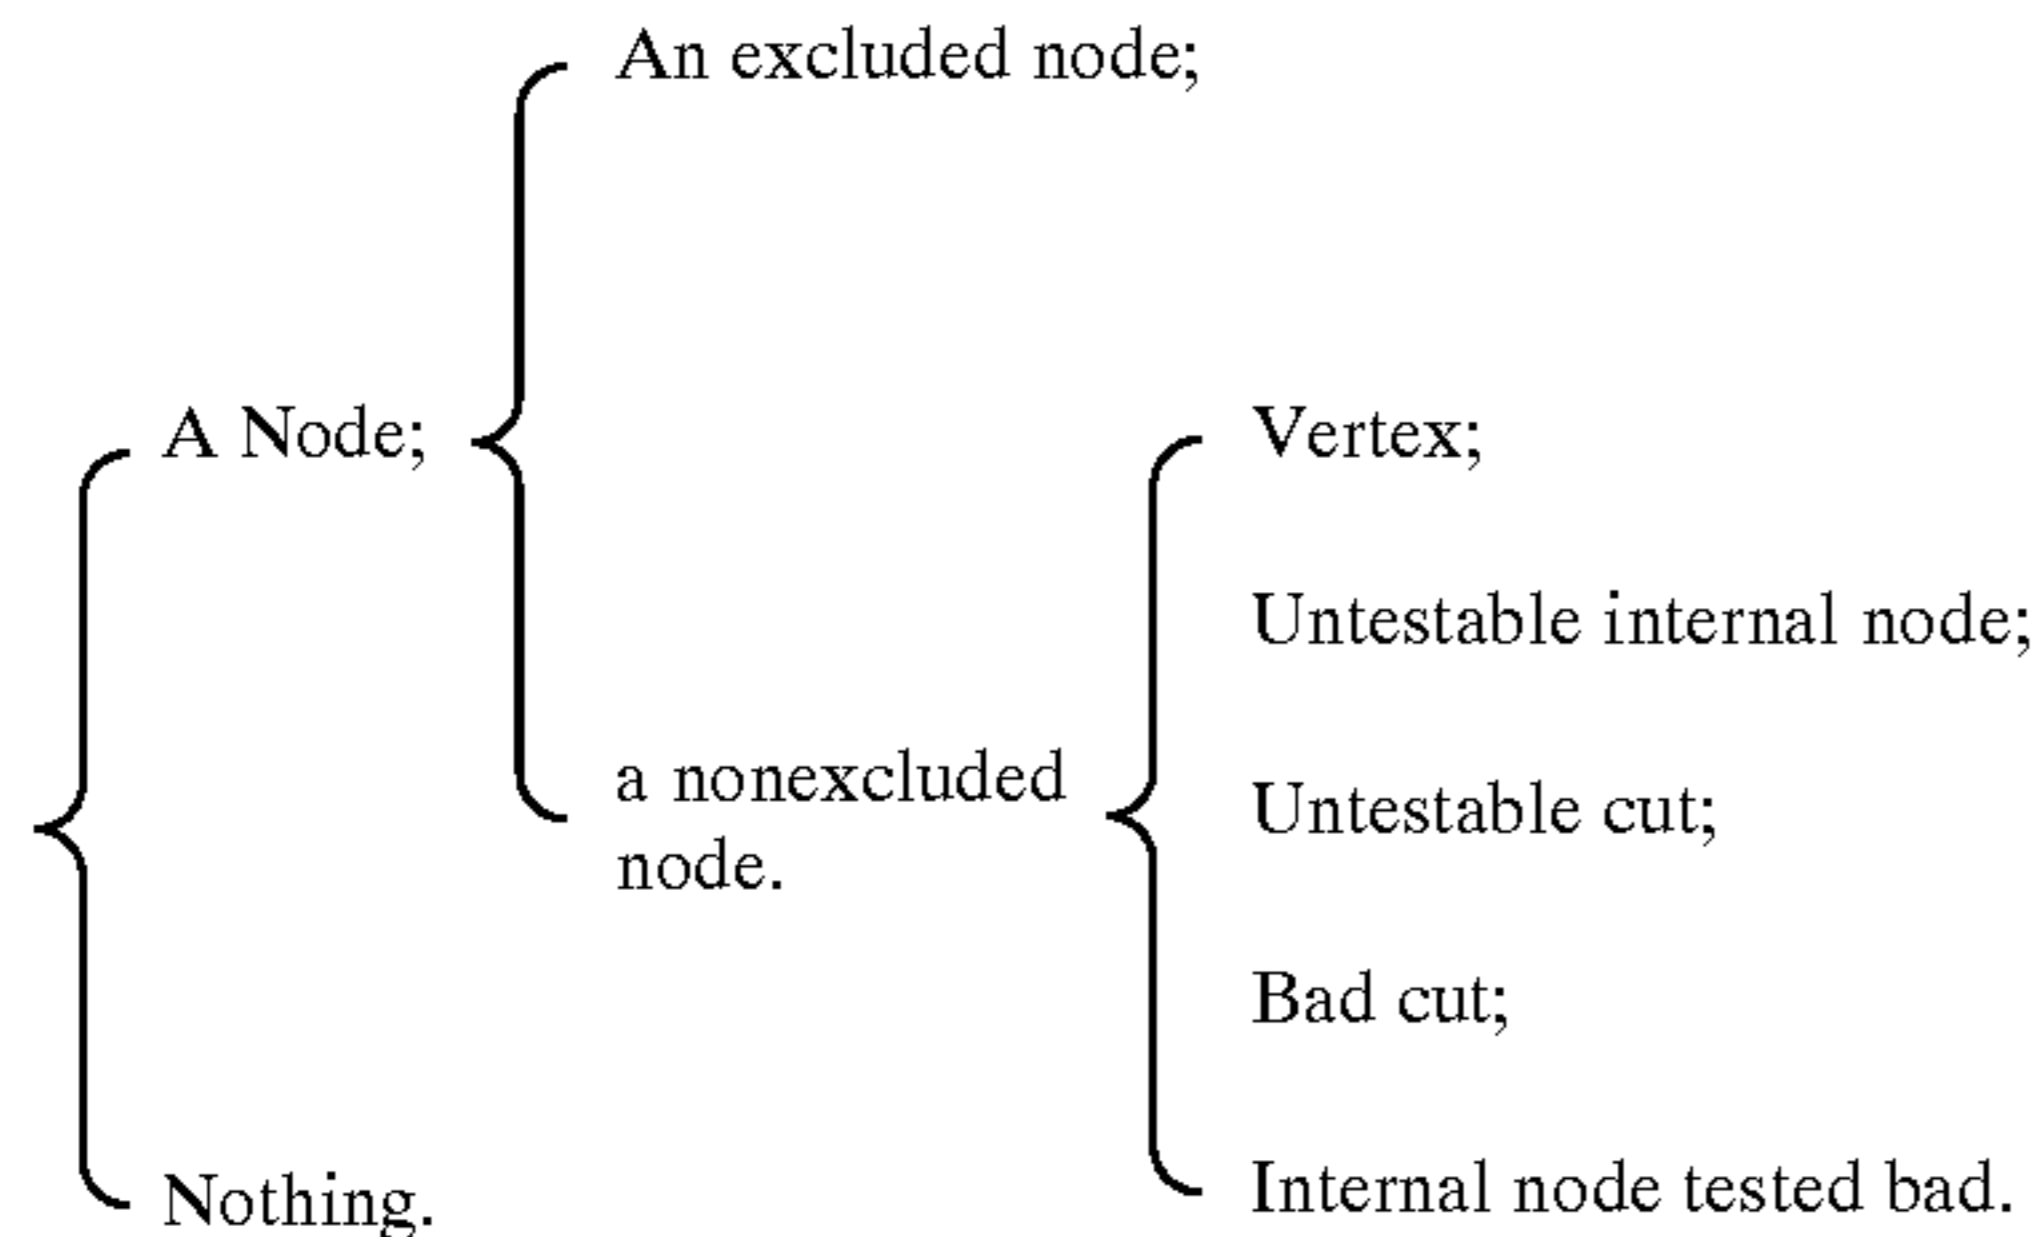 An excluded node;
A Node;
Vertex;
Untestable internal node;
a nonexcluded
node.
Untestable cut;
Bad cut;
Nothing.
Internal node tested bad.